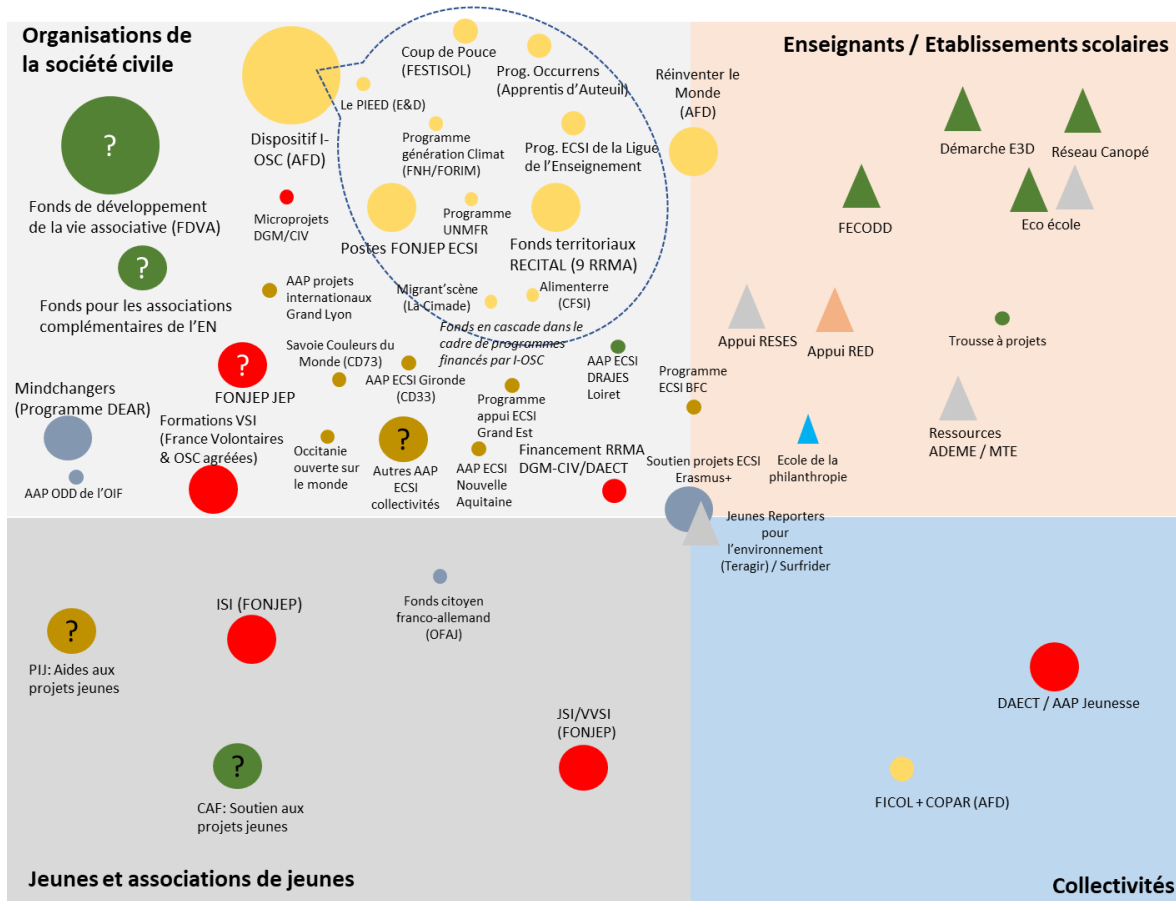 Organisations de
la société civile
Enseignants / Etablissements scolaires
Coup de Pouce
(FESTISOL)
Prog. Occurrens
(Apprentis d'Auteuil)
Réinventer le
Monde
(AFD)
Le PIEED (E&D)
Dispositif I-
OSC (AFD)
Programme
génération Climat
(FNH/FORIM)
Prog. ECSI de la Ligue
de l'Enseignement
Démarche E3D
Réseau Canopé
?
Fonds de développement
de la vie associative (FDVA)
Microprojets
DGM/CIV
Postes FONJEP ECSI
Programme
UNMFR
Fonds territoriaux
RECITAL (9 RRMA)
FECODD
Eco école
?
Fonds pour les associations
complémentaires de l'EN
AAP projets
internationaux
Grand Lyon
Migrant'scène
(La Cimade)
Alimenterre
(CFSI)
Fonds en cascade dans le
cadre de programmes
financés par I-OSC
Appui RESES
Appui RED
Trousse à projets
?
FONJEP JEP
Savoie Couleurs du
Monde (CD73)
AAP ECSI Gironde
(CD33)
Programme
appui ECSI
Grand Est
AAP ECSI
DRAJES
Loiret
Programme
ECSI BFC
Mindchangers
(Programme DEAR)
AAP ODD de l'OIF
Formations VSI
(France Volontaires
& OSC agréées)
Occitanie
ouverte sur
le monde
?
Autres AAP
ECSI
collectivités
AAP ECSI
Nouvelle
Aquitaine
Financement RRMA
DGM-CIV/DAECT
Soutien projets ECSI
Erasmus+
Ecole de la
philanthropie
Ressources
ADEME / MTE
Jeunes Reporters
pour
l'environnement
(Teragir) / Surfrider
ISI (FONJEP)
Fonds citoyen
franco-allemand
(OFAJ)
?
PIJ: Aides aux
projets jeunes
JSI/VVSI
(FONJEP)
DAECT / AAP Jeunesse
?
CAF: Soutien aux
projets jeunes
FICOL + COPAR (AFD)
Jeunes et associations de jeunes
Collectivités